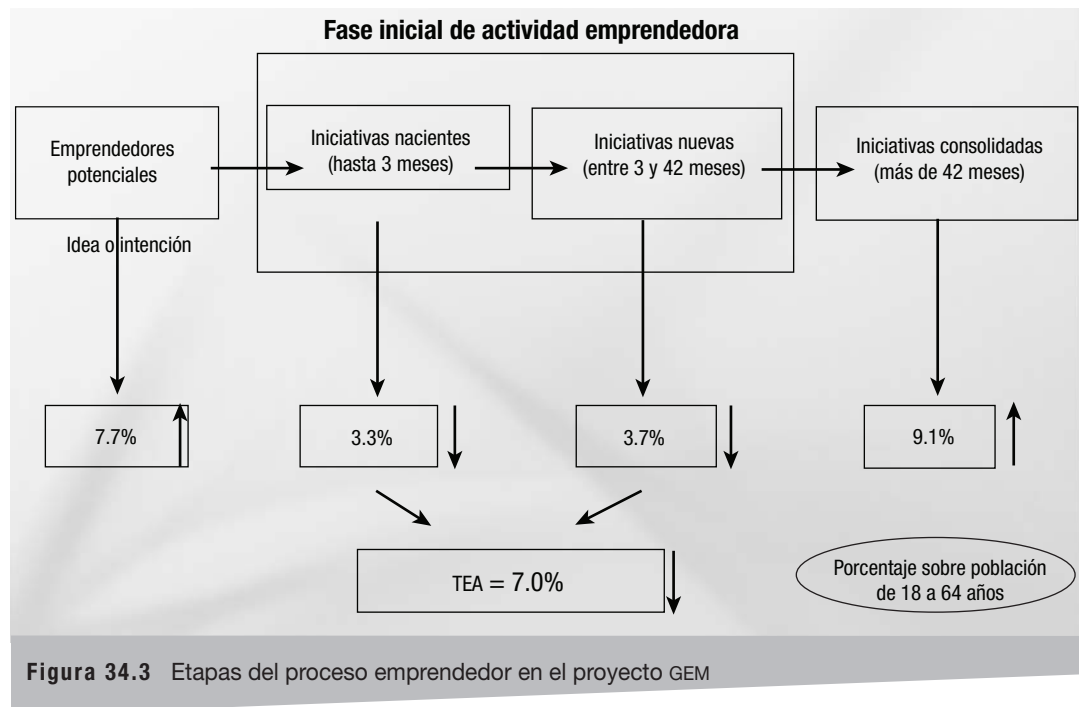 Fase inicial de actividad emprendedora
Emprendedores
potenciales
Iniciativas nacientes
(hasta 3 meses)
Iniciativas nuevas
(entre 3 y 42 meses)
Iniciativas consolidadas
(más de 42 meses)
Idea o intención
7.7%
3.3%
3.7%
9.1%
TEA = 7.0%
Porcentaje sobre población
de 18 a 64 años
Figura 34.3 Etapas del proceso emprendedor en el proyecto GEM